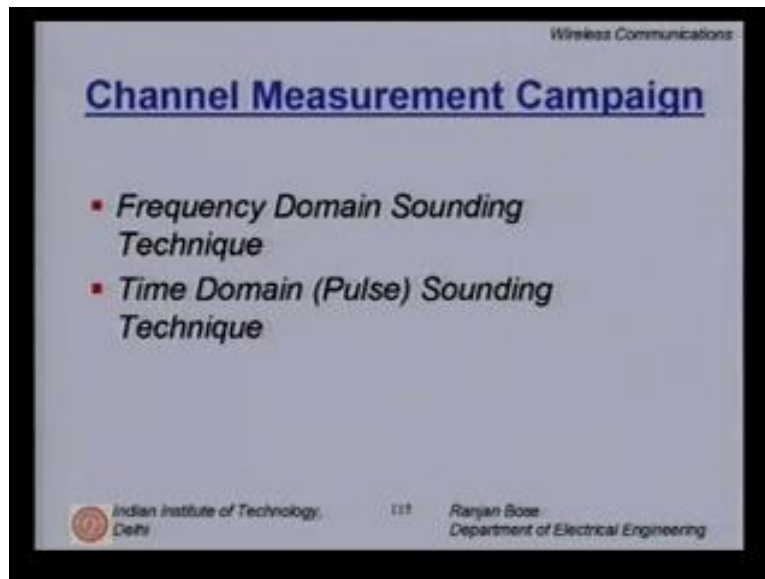 Wireless Communications
Channel Measurement Campaign
▪ Frequency Domain Sounding
Technique
▪ Time Domain (Pulse) Sounding
Technique
Indian Institute of Technology,
Delhi
Ranjan Bose
Department of Electrical Engineering